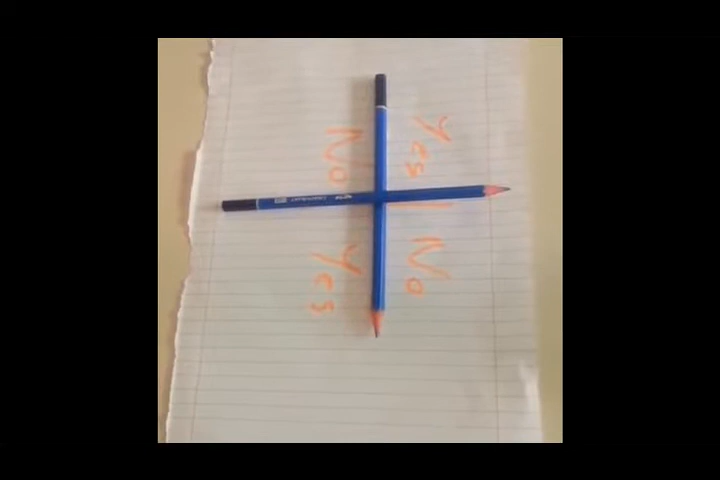 Yes No
No Yes